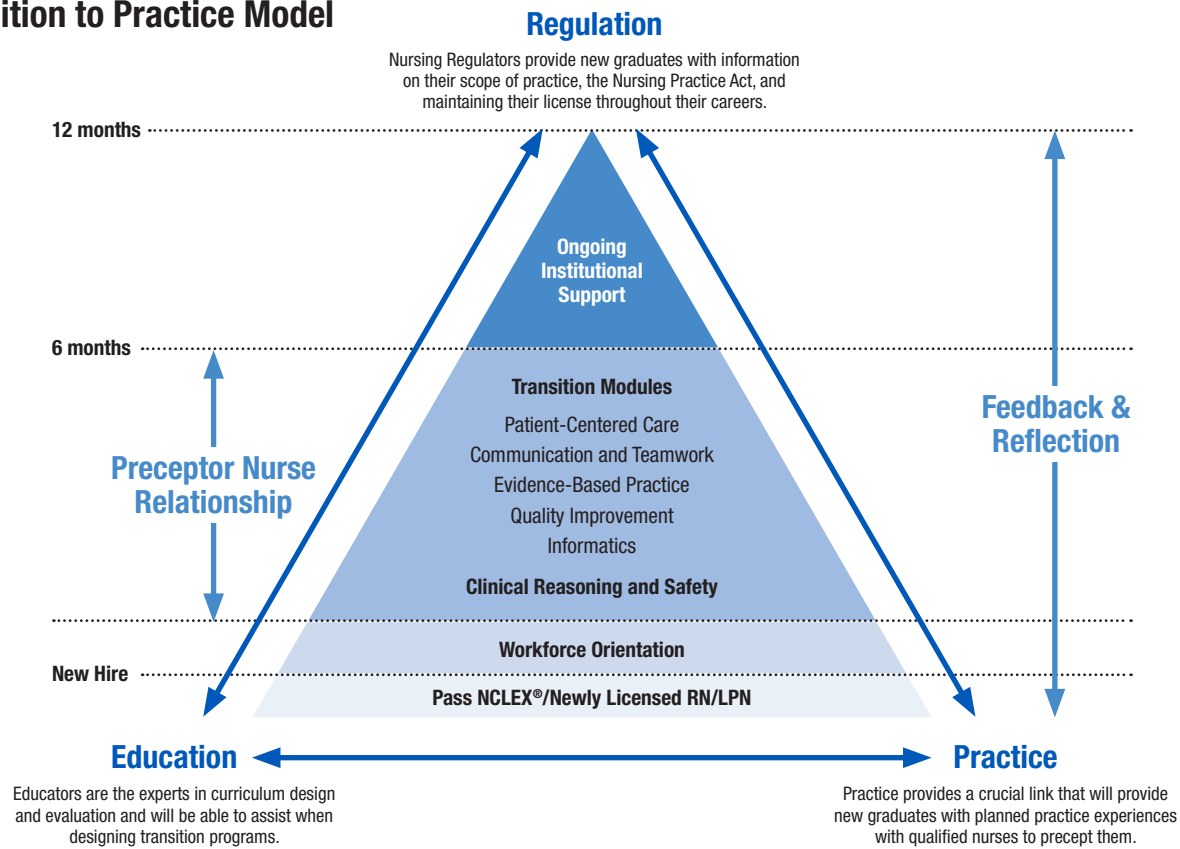 ition to Practice Model
Regulation
Nursing Regulators provide new graduates with information
on their scope of practice, the Nursing Practice Act, and
maintaining their license throughout their careers.
12 months
Ongoing
Institutional
Support
6 months
Transition Modules
Patient-Centered Care
Communication and Teamwork
Evidence-Based Practice
Quality Improvement
Informatics
Clinical Reasoning and Safety
Preceptor Nurse
Relationship
Feedback &
Reflection
Workforce Orientation
New Hire
Pass NCLEX®/Newly Licensed RN/LPN
Education
Educators are the experts in curriculum design
and evaluation and will be able to assist when
designing transition programs.
Practice
Practice provides a crucial link that will provide
new graduates with planned practice experiences
with qualified nurses to precept them.